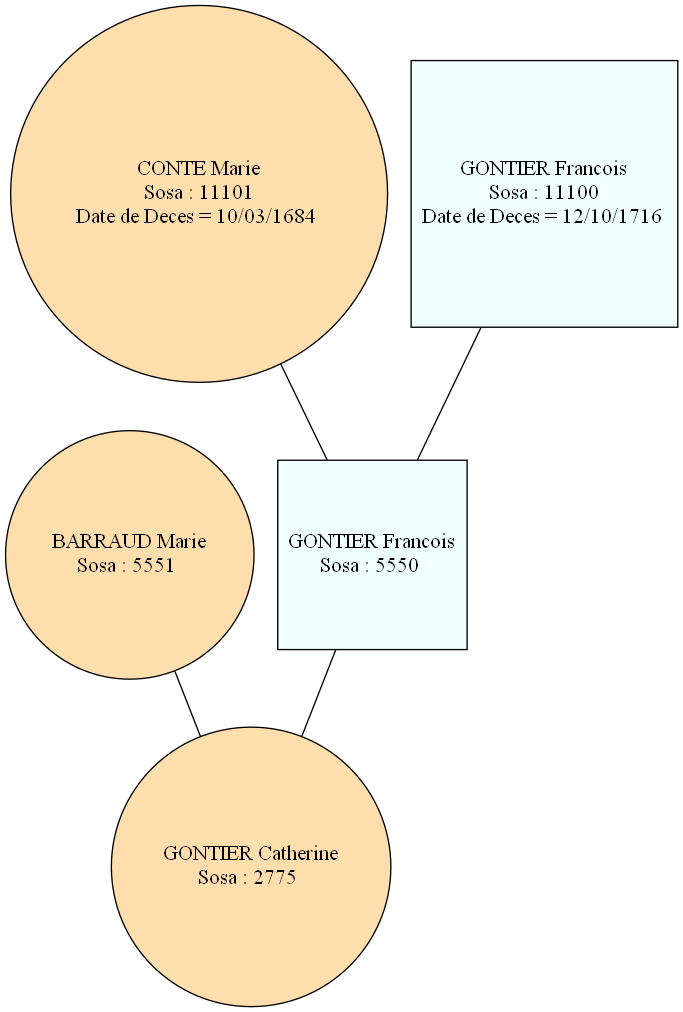 CONTE Marie
Sosa : 11101
Date de Deces = 10/03/1684
GONTIER Francois
Sosa : 11100
Date de Deces = 12/10/1716
BARRAUD Marie
Sosa : 5551
GONTIER Francois
Sosa : 5550
GONTIER Catherine
Sosa : 2775